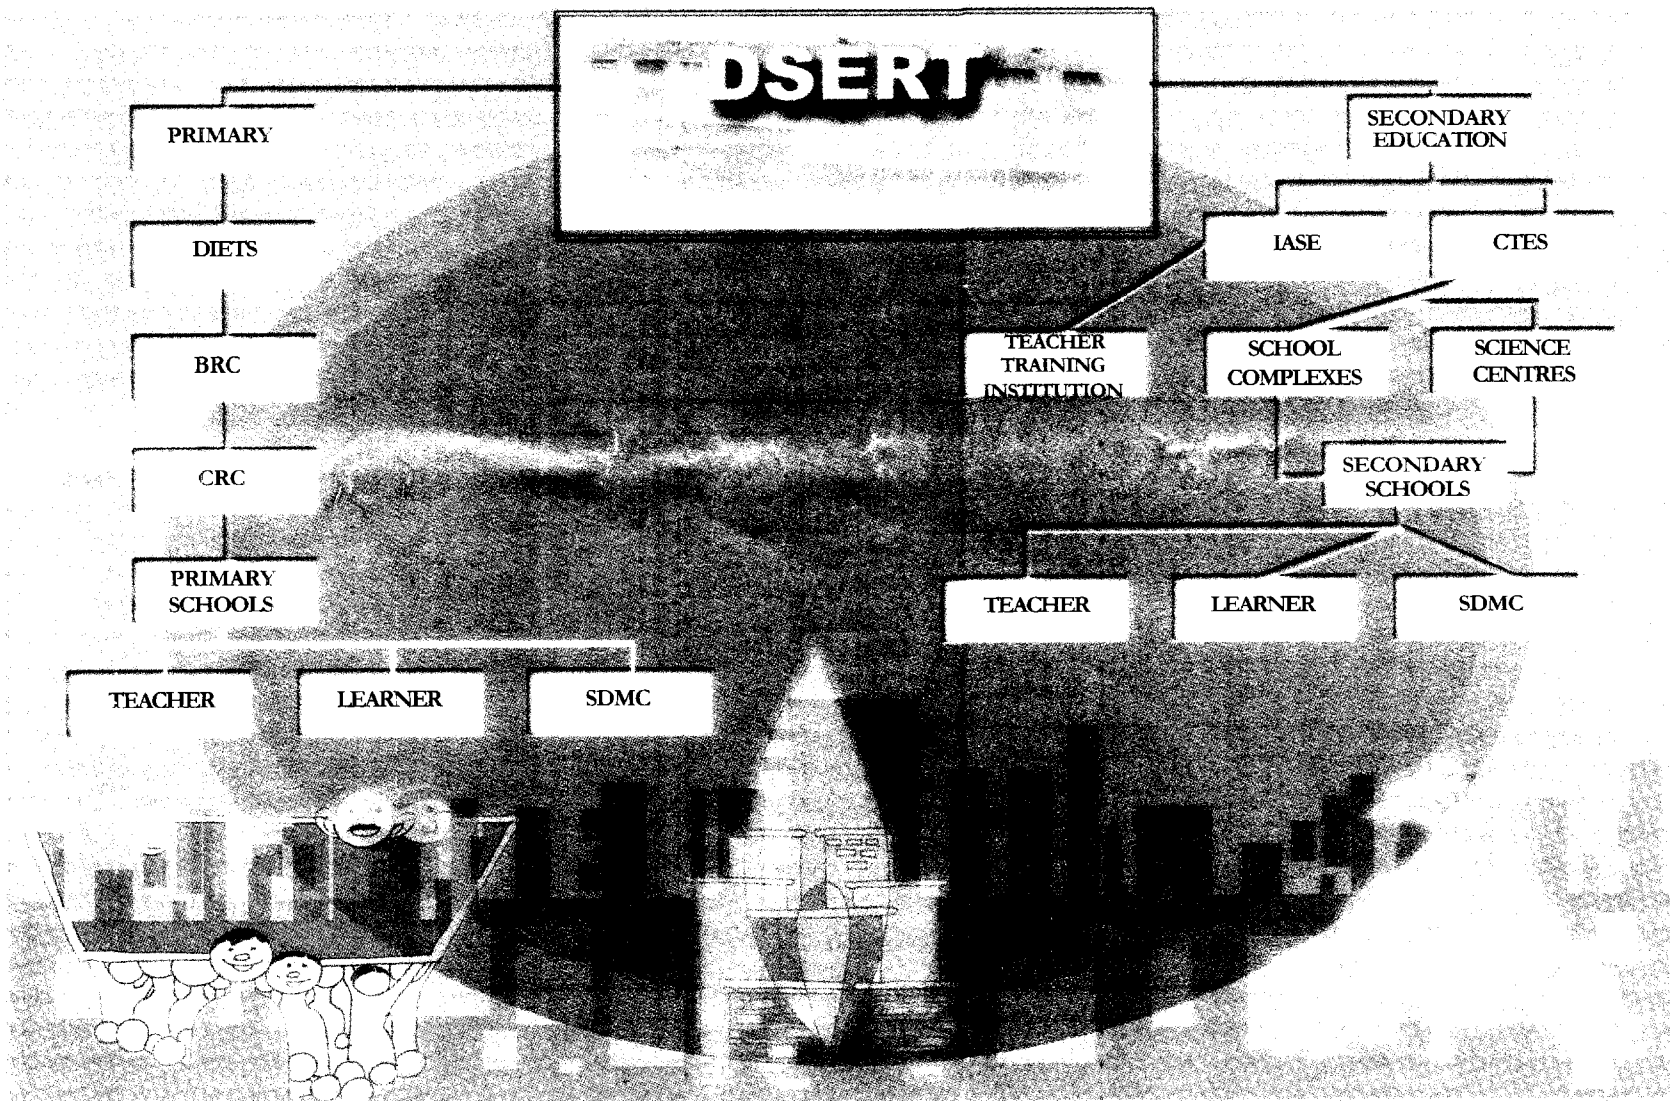 DSERT
PRIMARY
DIETS
BRC
CRC
PRIMARY
SCHOOLS
TEACHER
LEARNER
SDMC
SECONDARY
EDUCATION
IASE
CTES
TEACHER
TRAINING
INSTITUTION
SCHOOL
COMPLEXES
SCIENCE
CENTRES
SECONDARY
SCHOOLS
TEACHER
LEARNER
SDMC